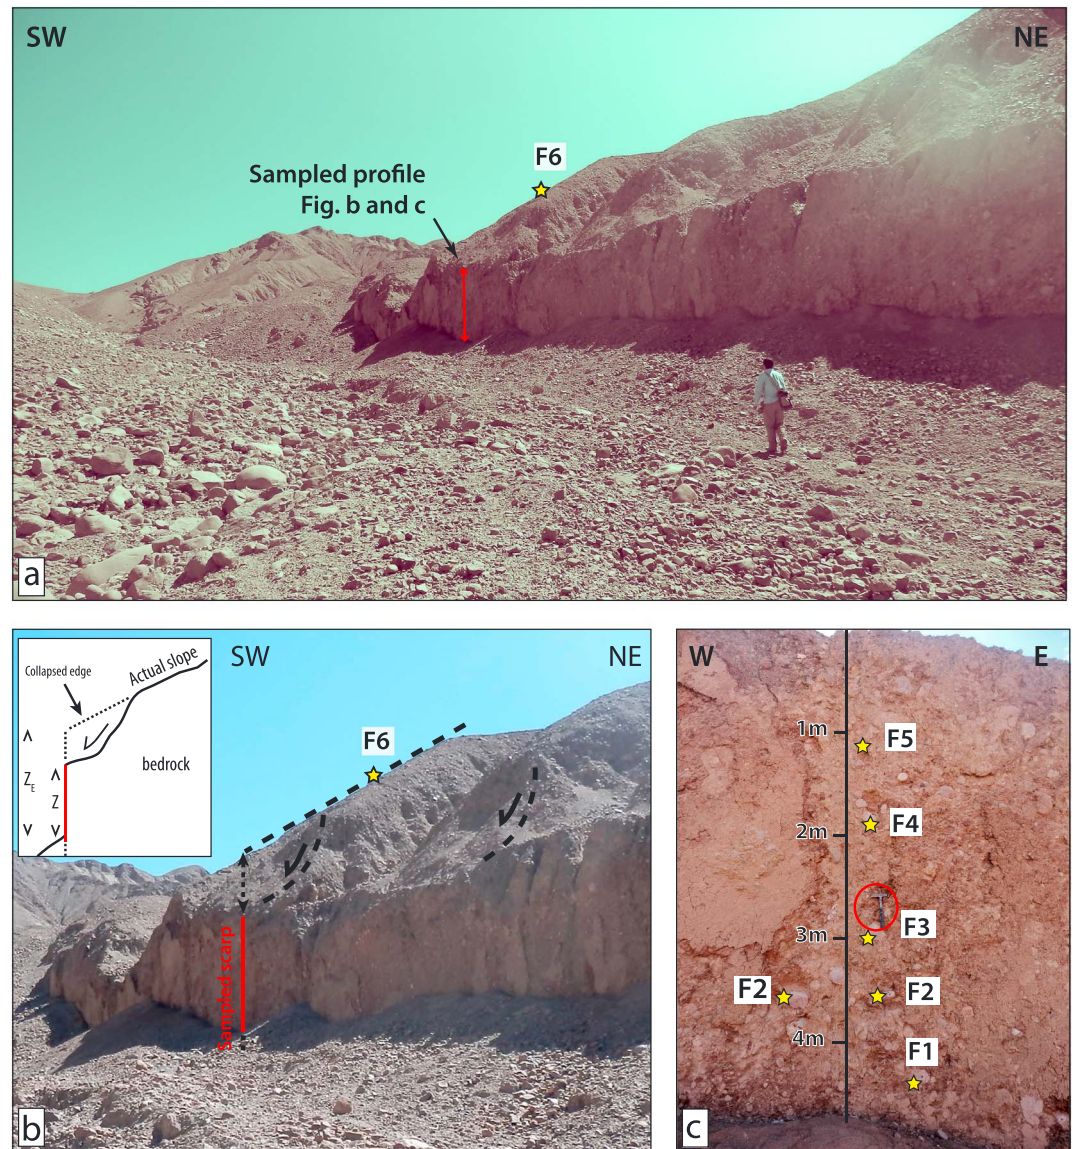 SW
NE
F6
Sampled profile
Fig. b and c
a
SW
NE
Collapsed edge
Actual slope
F6
bedrock
Z_E
Z
Sampled scarp
b
W
E
1m
F5
F4
2m
F3
3m
F2
F2
4m
F1
c